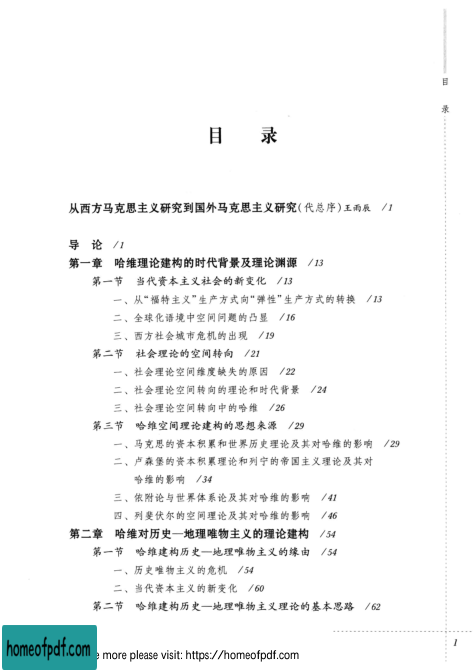 目
录
目 录
从西方马克思主义研究到国外马克思主义研究(代总序)王雨辰 /1
导 论 /1
第一章 哈维理论建构的时代背景及理论渊源 /13
第一节 当代资本主义社会的新变化 /13
一、从“福特主义”生产方式向“弹性”生产方式的转换 /13
二、全球化语境中空间问题的凸显 /16
三、西方社会城市危机的出现 /19
第二节 社会理论的空间转向 /21
一、社会理论空间维度缺失的原因 /22
二、社会理论空间转向的理论和时代背景 /24
三、社会理论空间转向中的哈维 /26
第三节 哈维空间理论建构的思想来源 /29
一、马克思的资本积累和世界历史理论及其对哈维的影响 /29
二、卢森堡的资本积累理论和列宁的帝国主义理论及其对
哈维的影响 /34
三、依附论与世界体系论及其对哈维的影响 /41
四、列斐伏尔的空间理论及其对哈维的影响 /46
第二章 哈维对历史—地理唯物主义的理论建构 /54
第一节 哈维建构历史—地理唯物主义的缘由 /54
一、历史唯物主义的危机 /54
二、当代资本主义的新变化 /60
第二节 哈维建构历史—地理唯物主义理论的基本思路 /62
1
homeofpdf.com
e more please visit: https://homeofpdf.com